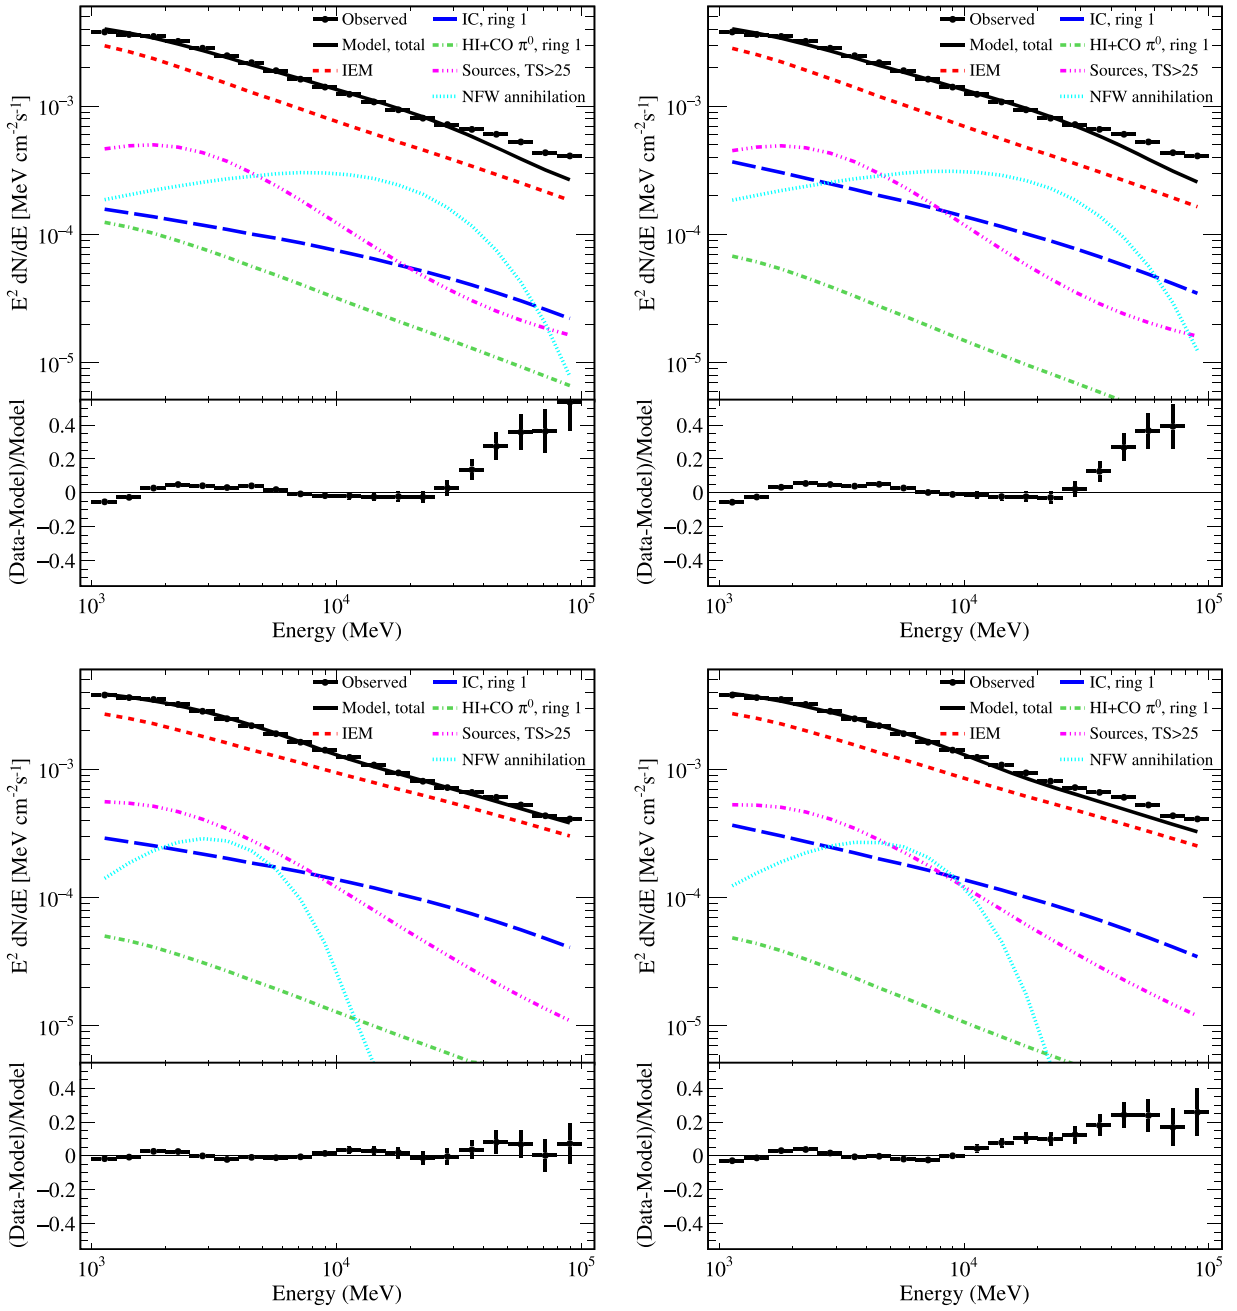 Observed
IC, ring 1
Model, total
HI+CO π⁰, ring 1
IEM
Sources, TS>25
NFW annihilation
10⁻³
10⁻⁴
10⁻⁵
E² dN/dE [MeV cm⁻²s⁻¹]
0.4
0.2
0
−0.2
−0.4
(Data-Model)/Model
10³
10⁴
10⁵
Energy (MeV)
Observed
IC, ring 1
Model, total
HI+CO π⁰, ring 1
IEM
Sources, TS>25
NFW annihilation
10⁻³
10⁻⁴
10⁻⁵
E² dN/dE [MeV cm⁻²s⁻¹]
0.4
0.2
0
−0.2
−0.4
(Data-Model)/Model
10³
10⁴
10⁵
Energy (MeV)
Observed
IC, ring 1
Model, total
HI+CO π⁰, ring 1
IEM
Sources, TS>25
NFW annihilation
10⁻³
10⁻⁴
10⁻⁵
E² dN/dE [MeV cm⁻²s⁻¹]
0.4
0.2
0
−0.2
−0.4
(Data-Model)/Model
10³
10⁴
10⁵
Energy (MeV)
Observed
IC, ring 1
Model, total
HI+CO π⁰, ring 1
IEM
Sources, TS>25
NFW annihilation
10⁻³
10⁻⁴
10⁻⁵
E² dN/dE [MeV cm⁻²s⁻¹]
0.4
0.2
0
−0.2
−0.4
(Data-Model)/Model
10³
10⁴
10⁵
Energy (MeV)